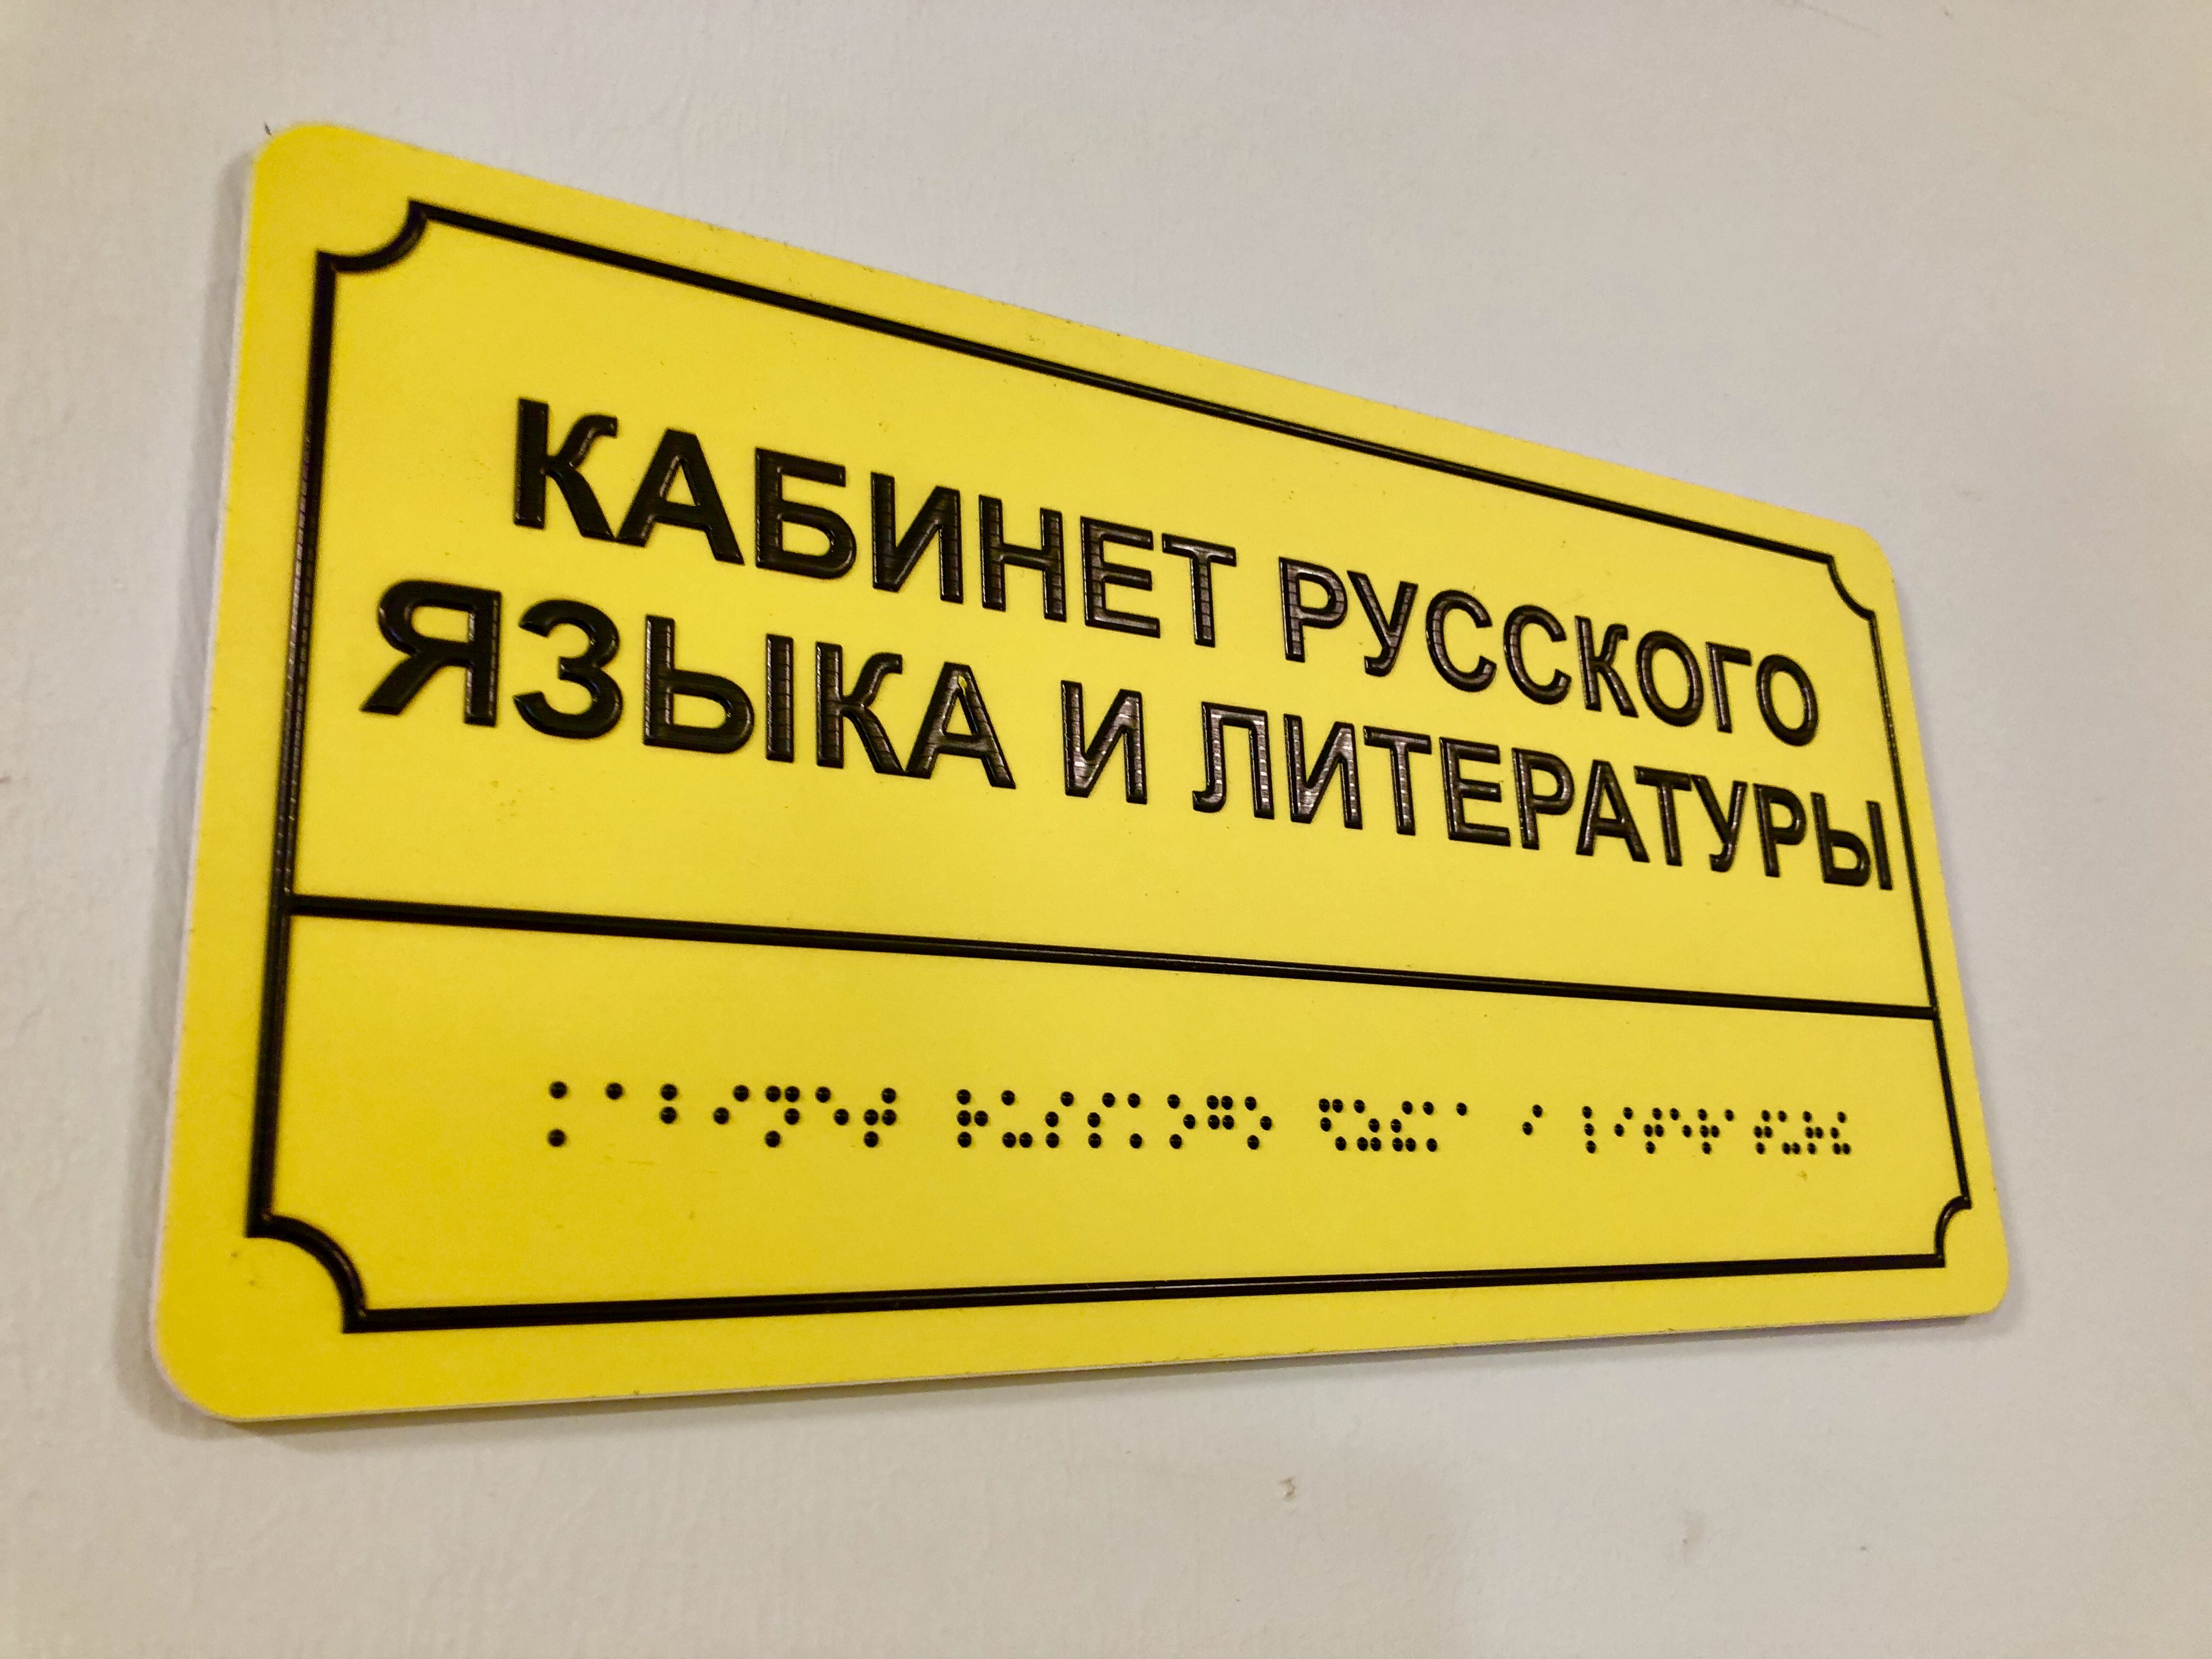 КАБИНЕТ РУССКОГО
ЯЗЫКА И ЛИТЕРАТУРЫ
⠅⠁⠃⠊⠝⠑⠞ ⠗⠥⠎⠎⠅⠕⠛⠕ ⠫⠵⠮⠅⠁ ⠊ ⠇⠊⠞⠑⠗⠁⠞⠥⠗⠮